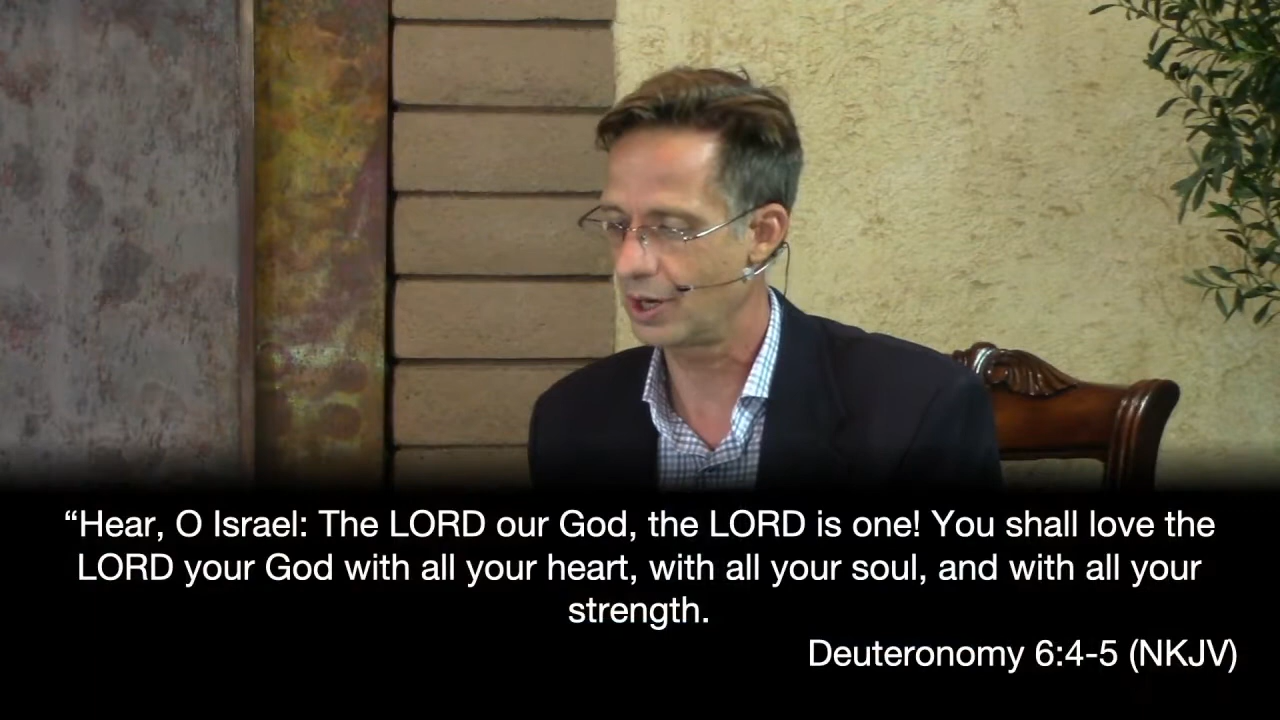 “Hear, O Israel: The LORD our God, the LORD is one! You shall love the
LORD your God with all your heart, with all your soul, and with all your
strength.
Deuteronomy 6:4-5 (NKJV)